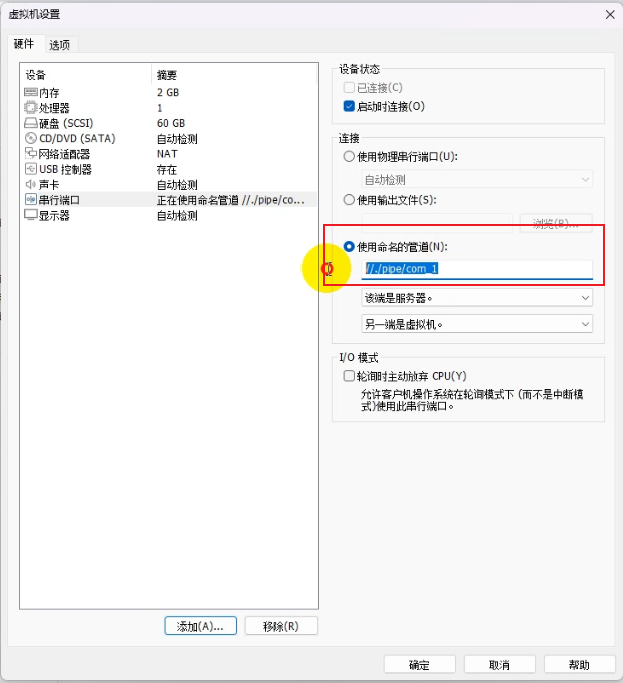 虚拟机设置
硬件 选项
设备 摘要
内存 2 GB
处理器 1
硬盘 (SCSI) 60 GB
CD/DVD (SATA) 自动检测
网络适配器 NAT
USB 控制器 存在
声卡 自动检测
串行端口 正在使用命名管道 //./pipe/co...
显示器 自动检测
添加(A)... 移除(R)
设备状态
已连接(C)
启动时连接(O)
连接
使用物理串行端口(U):
自动检测
使用输出文件(S):
浏览(B)...
使用命名的管道(N):
//./pipe/com_1
该端是服务器。
另一端是虚拟机。
I/O 模式
轮询时主动放弃 CPU(Y)
允许客户机操作系统在轮询模式下 (而不是中断模
式)使用此串行端口。
确定 取消 帮助